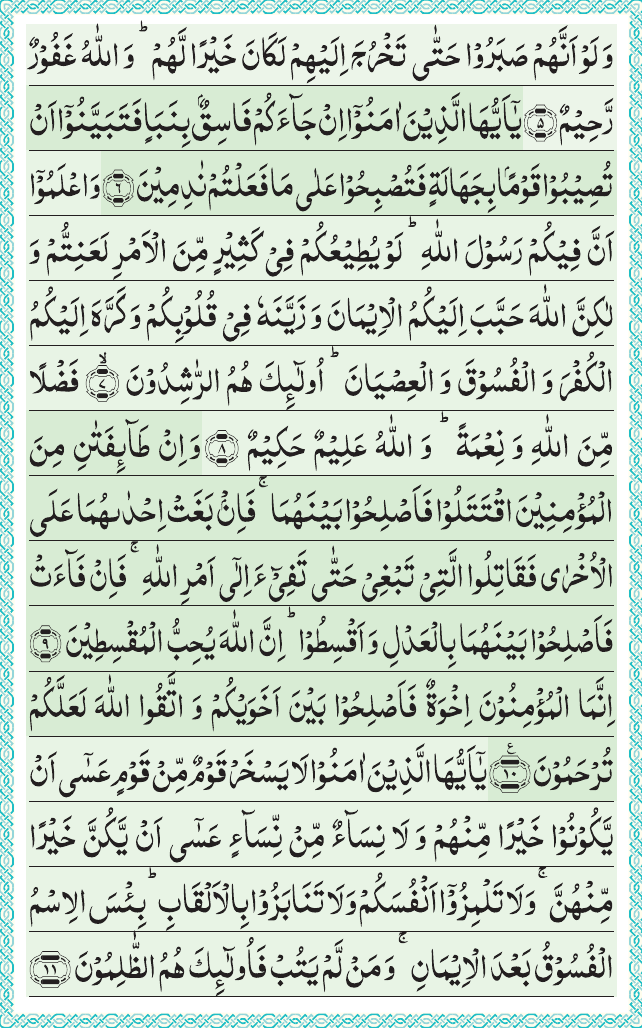 وَلَوْ اَنَّهُمْ صَبَرُوْا حَتّٰى تَخْرُجَ اِلَيْهِمْ لَكَانَ خَيْرًا لَّهُمْ ؕ وَ اللّٰهُ غَفُوْرٌ
رَّحِيْمٌ ۝۵ يٰۤاَيُّهَا الَّذِيْنَ اٰمَنُوْۤا اِنْ جَآءَكُمْ فَاسِقٌۢ بِنَبَاٍ فَتَبَيَّنُوْۤا اَنْ
تُصِيْبُوْا قَوْمًۢا بِجَهَالَةٍ فَتُصْبِحُوْا عَلٰى مَا فَعَلْتُمْ نٰدِمِيْنَ ۝۶ وَ اعْلَمُوْۤا
اَنَّ فِيْكُمْ رَسُوْلَ اللّٰهِ ؕ لَوْ يُطِيْعُكُمْ فِيْ كَثِيْرٍ مِّنَ الْاَمْرِ لَعَنِتُّمْ وَ
لٰكِنَّ اللّٰهَ حَبَّبَ اِلَيْكُمُ الْاِيْمَانَ وَ زَيَّنَهٗ فِيْ قُلُوْبِكُمْ وَ كَرَّهَ اِلَيْكُمُ
الْكُفْرَ وَ الْفُسُوْقَ وَ الْعِصْيَانَ ؕ اُولٰٓىِٕكَ هُمُ الرّٰشِدُوْنَ ۝۷ۙ فَضْلًا
مِّنَ اللّٰهِ وَ نِعْمَةً ؕ وَ اللّٰهُ عَلِيْمٌ حَكِيْمٌ ۝۸ وَ اِنْ طَآىِٕفَتٰنِ مِنَ
الْمُؤْمِنِيْنَ اقْتَتَلُوْا فَاَصْلِحُوْا بَيْنَهُمَا ۚ فَاِنْۢ بَغَتْ اِحْدٰىهُمَا عَلَى
الْاُخْرٰى فَقَاتِلُوا الَّتِيْ تَبْغِيْ حَتّٰى تَفِيْٓءَ اِلٰۤى اَمْرِ اللّٰهِ ۚ فَاِنْ فَآءَتْ
فَاَصْلِحُوْا بَيْنَهُمَا بِالْعَدْلِ وَ اَقْسِطُوْا ؕ اِنَّ اللّٰهَ يُحِبُّ الْمُقْسِطِيْنَ ۝۹
اِنَّمَا الْمُؤْمِنُوْنَ اِخْوَةٌ فَاَصْلِحُوْا بَيْنَ اَخَوَيْكُمْ وَ اتَّقُوا اللّٰهَ لَعَلَّكُمْ
تُرْحَمُوْنَ ۝۱۰ع يٰۤاَيُّهَا الَّذِيْنَ اٰمَنُوْا لَا يَسْخَرْ قَوْمٌ مِّنْ قَوْمٍ عَسٰۤى اَنْ
يَّكُوْنُوْا خَيْرًا مِّنْهُمْ وَ لَا نِسَآءٌ مِّنْ نِّسَآءٍ عَسٰۤى اَنْ يَّكُنَّ خَيْرًا
مِّنْهُنَّ ۚ وَ لَا تَلْمِزُوْۤا اَنْفُسَكُمْ وَ لَا تَنَابَزُوْا بِالْاَلْقَابِ ؕ بِئْسَ الِاسْمُ
الْفُسُوْقُ بَعْدَ الْاِيْمَانِ ۚ وَ مَنْ لَّمْ يَتُبْ فَاُولٰٓىِٕكَ هُمُ الظّٰلِمُوْنَ ۝۱۱